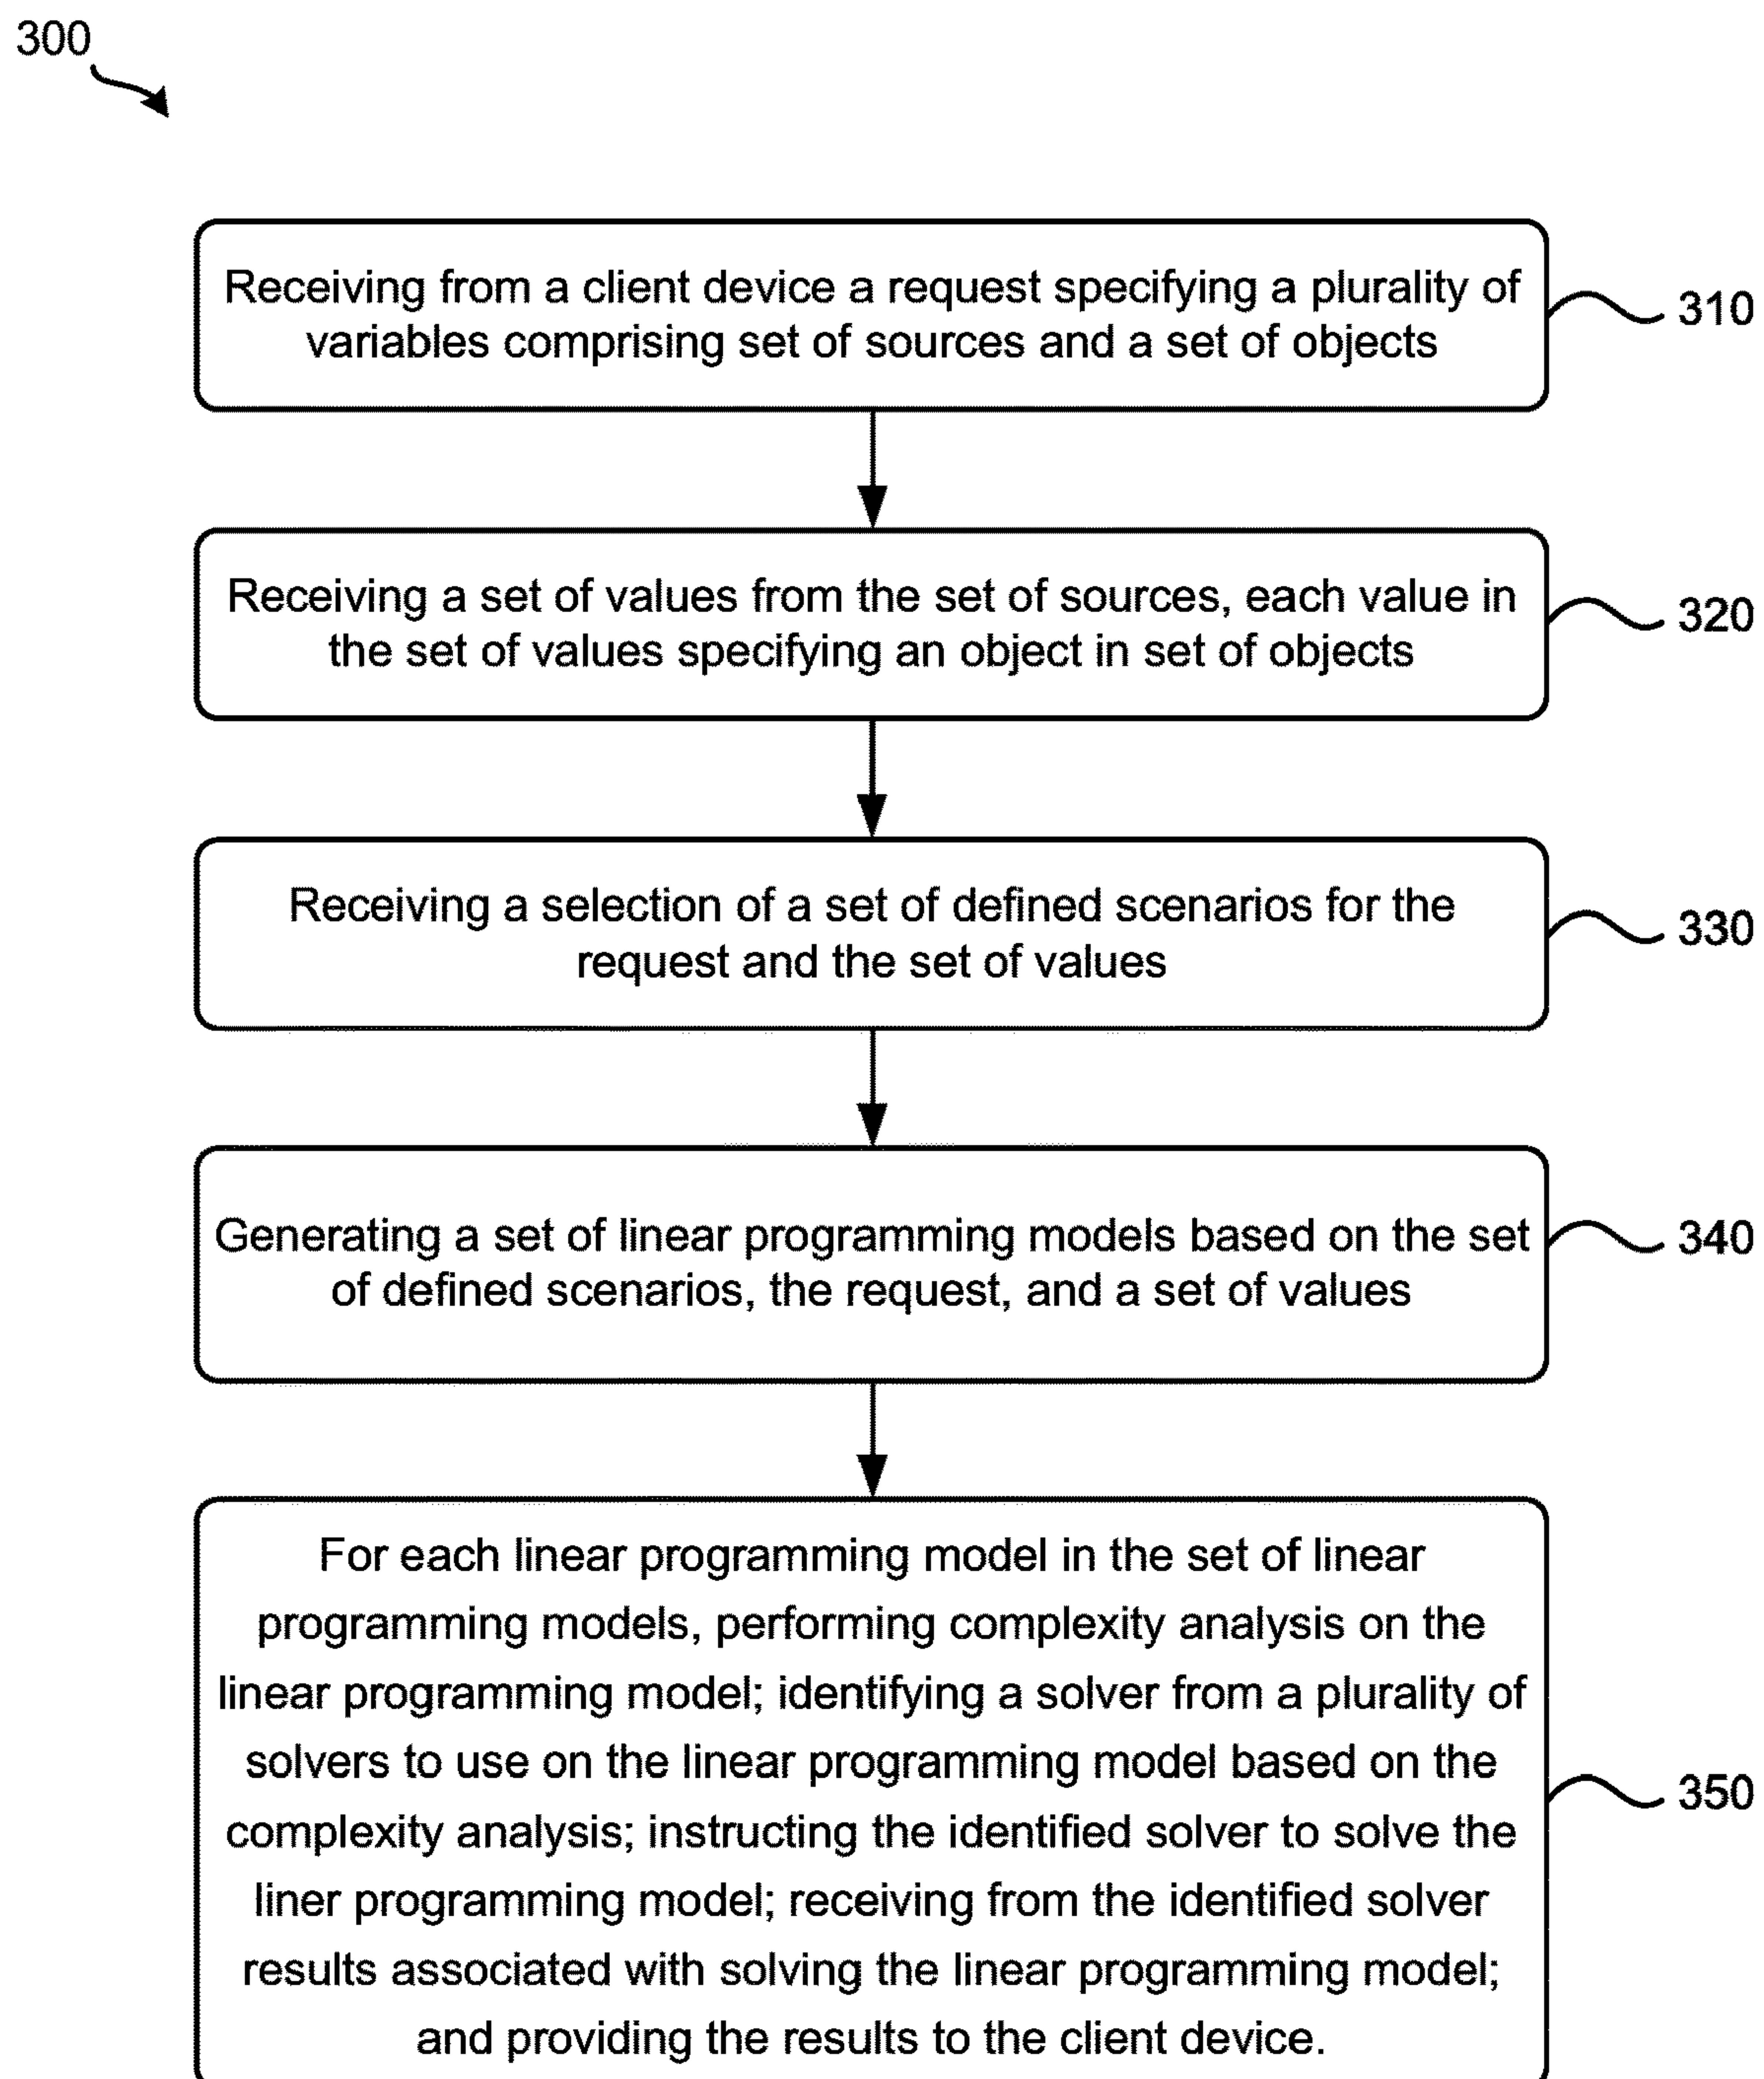 300
Receiving from a client device a request specifying a plurality of
variables comprising set of sources and a set of objects
310
Receiving a set of values from the set of sources, each value in
the set of values specifying an object in set of objects
320
Receiving a selection of a set of defined scenarios for the
request and the set of values
330
Generating a set of linear programming models based on the set
of defined scenarios, the request, and a set of values
340
For each linear programming model in the set of linear
programming models, performing complexity analysis on the
linear programming model; identifying a solver from a plurality of
solvers to use on the linear programming model based on the
complexity analysis; instructing the identified solver to solve the
liner programming model; receiving from the identified solver
results associated with solving the linear programming model;
and providing the results to the client device.
350